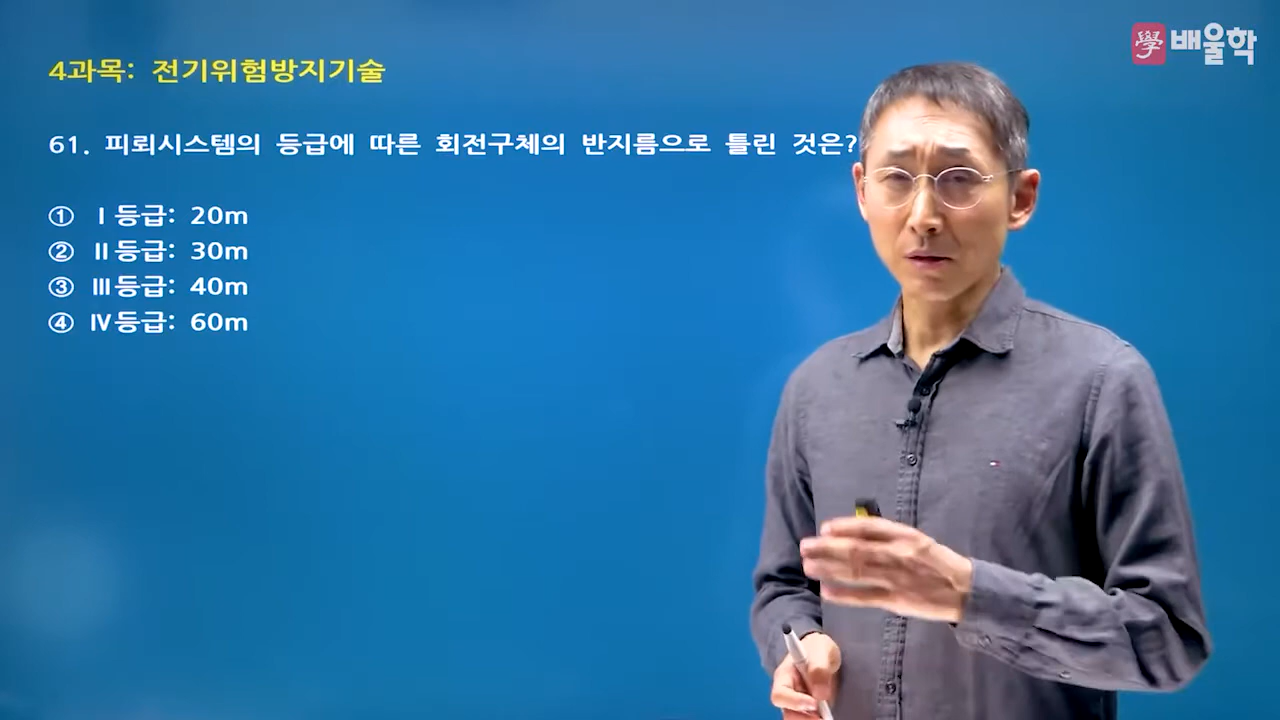 學 배울학
4과목: 전기위험방지기술
61. 피뢰시스템의 등급에 따른 회전구체의 반지름으로 틀린 것은?
① Ⅰ등급: 20m
② Ⅱ등급: 30m
③ Ⅲ등급: 40m
④ Ⅳ등급: 60m